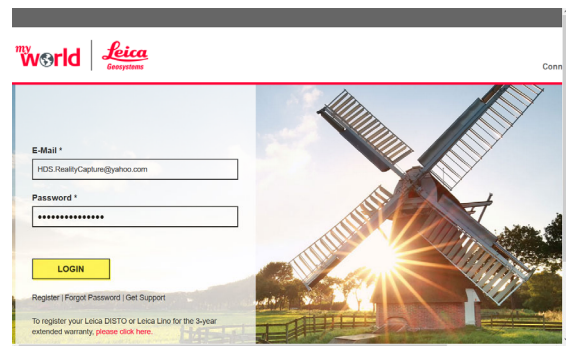 my
world
Leica
Geosystems
Conn
E-Mail *
HDS.RealityCapture@yahoo.com
Password *
•••••••••••••••
LOGIN
Register | Forgot Password | Get Support
To register your Leica DISTO or Leica Lino for the 3-year
extended warranty, please click here.